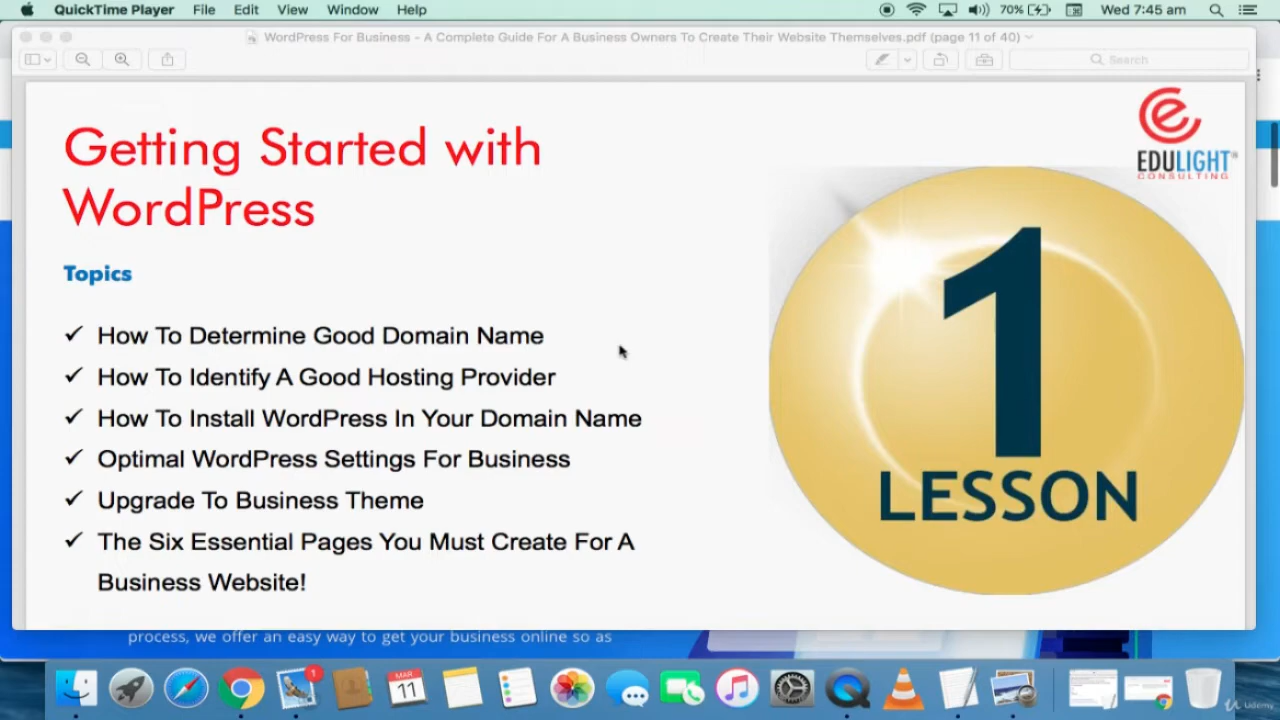 QuickTime Player File Edit View Window Help 70% Wed 7:45 am
WordPress For Business - A Complete Guide For A Business Owners To Create Their Website Themselves.pdf (page 11 of 40)
Search
Getting Started with
WordPress
EDULIGHT®
CONSULTING
Topics
✓ How To Determine Good Domain Name
✓ How To Identify A Good Hosting Provider
✓ How To Install WordPress In Your Domain Name
✓ Optimal WordPress Settings For Business
✓ Upgrade To Business Theme
✓ The Six Essential Pages You Must Create For A
Business Website!
1
LESSON
process, we offer an easy way to get your business online so as
1
MAR
11
Udemy